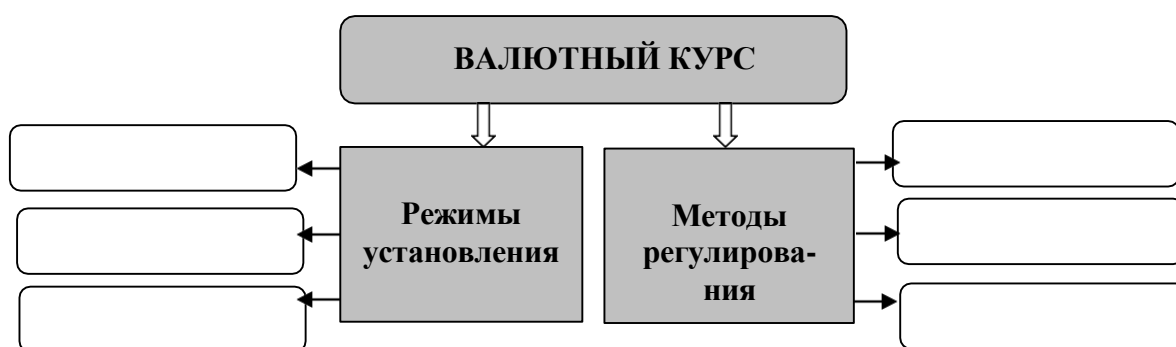 ВАЛЮТНЫЙ КУРС
Режимы
установления
Методы
регулирова-
ния